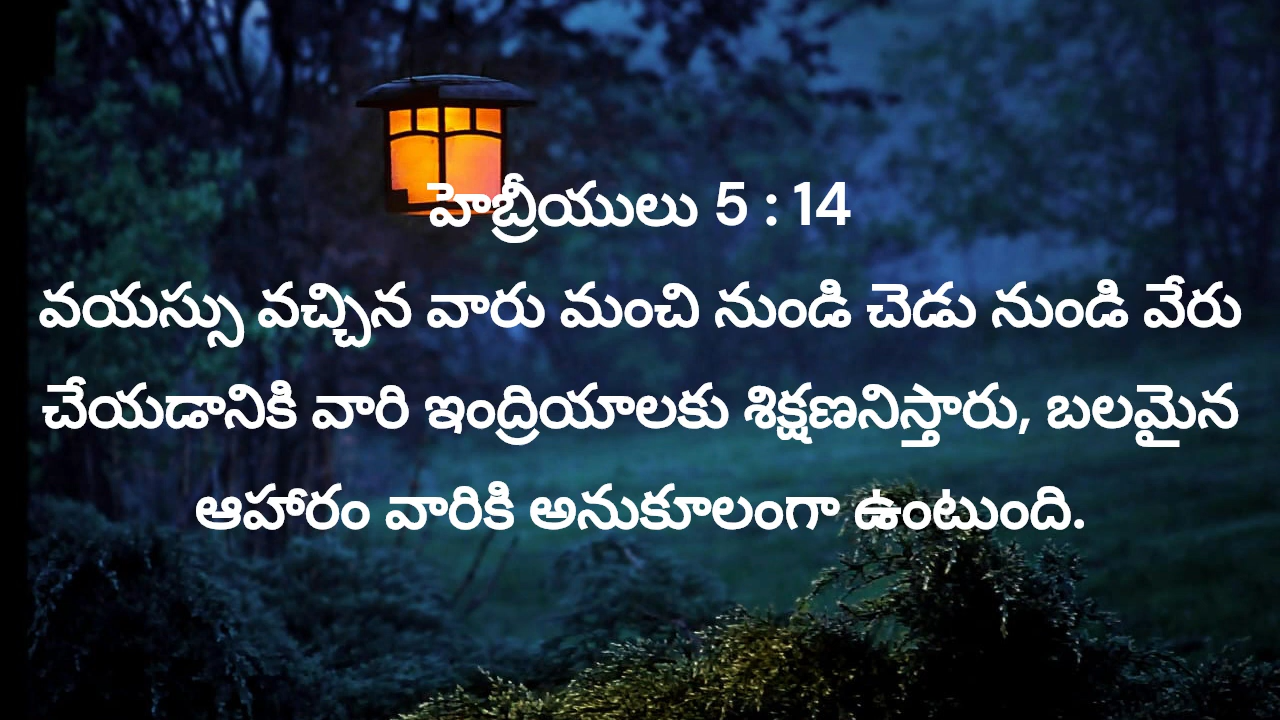 హెబ్రీయులు 5 : 14
వయస్సు వచ్చిన వారు మంచి నుండి చెడు నుండి వేరు
చేయడానికి వారి ఇంద్రియాలకు శిక్షణనిస్తారు, బలమైన
ఆహారం వారికి అనుకూలంగా ఉంటుంది.